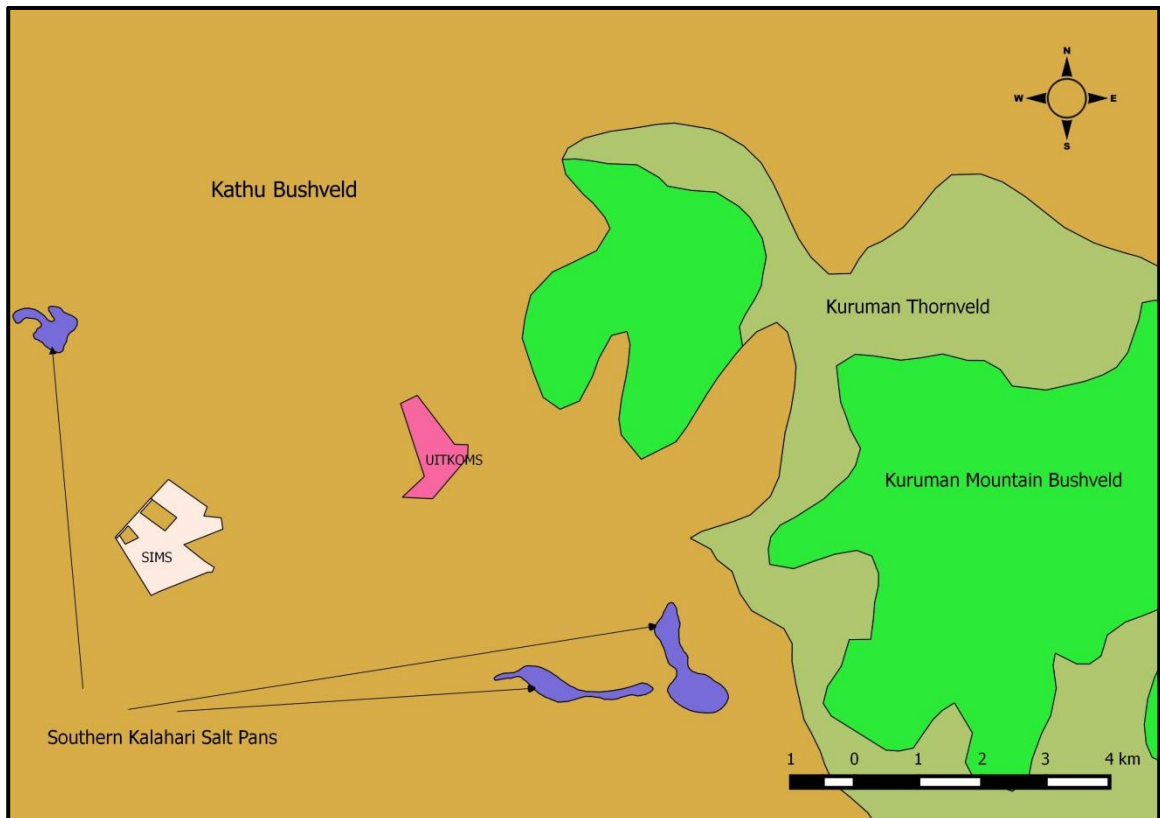 N
W E
S
Kathu Bushveld
Kuruman Thornveld
UITKOMS
Kuruman Mountain Bushveld
SIMS
Southern Kalahari Salt Pans
1 0 1 2 3 4 km